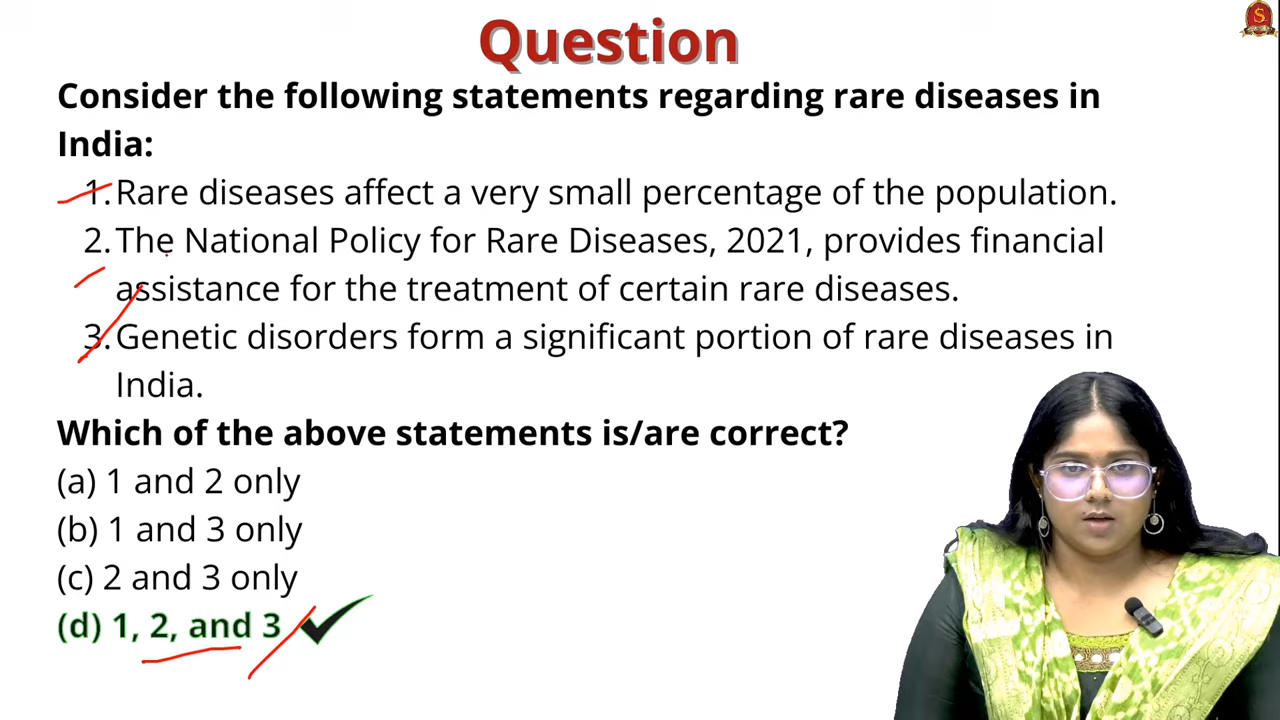 Question
Consider the following statements regarding rare diseases in
India:
1. Rare diseases affect a very small percentage of the population.
2. The National Policy for Rare Diseases, 2021, provides financial
assistance for the treatment of certain rare diseases.
3. Genetic disorders form a significant portion of rare diseases in
India.
Which of the above statements is/are correct?
(a) 1 and 2 only
(b) 1 and 3 only
(c) 2 and 3 only
(d) 1, 2, and 3